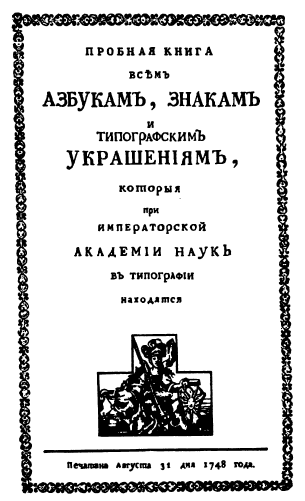 ПРОБНАЯ КНИГА
ВСѢМЪ
АЗБУКАМЪ, ЗНАКАМЪ
И
ТИПОГРАФСКИМЪ
УКРАШЕНІЯМЪ,
которыя
при
ИМПЕРАТОРСКОЙ
АКАДЕМІИ НАУКЪ
ВЪ ТИПОГРАФІИ
находятся
Печатана Августа 31 дня 1748 года.